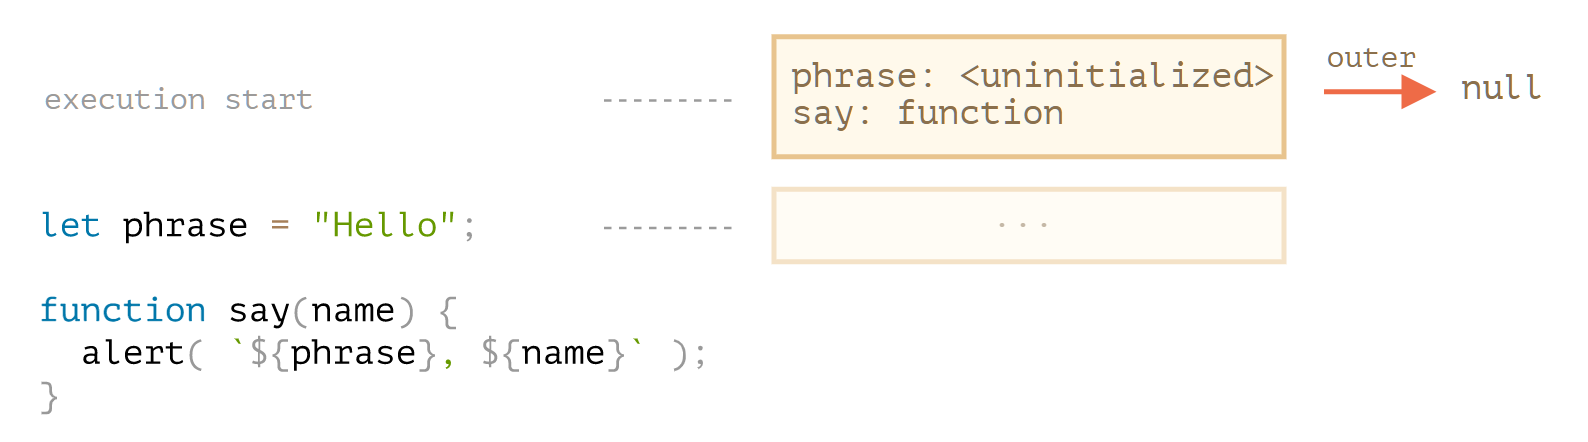 outer
phrase: <uninitialized>
null
execution start ---------
say: function
let phrase = "Hello"; ---------
...
function say(name) {
  alert( `${phrase}, ${name}` );
}